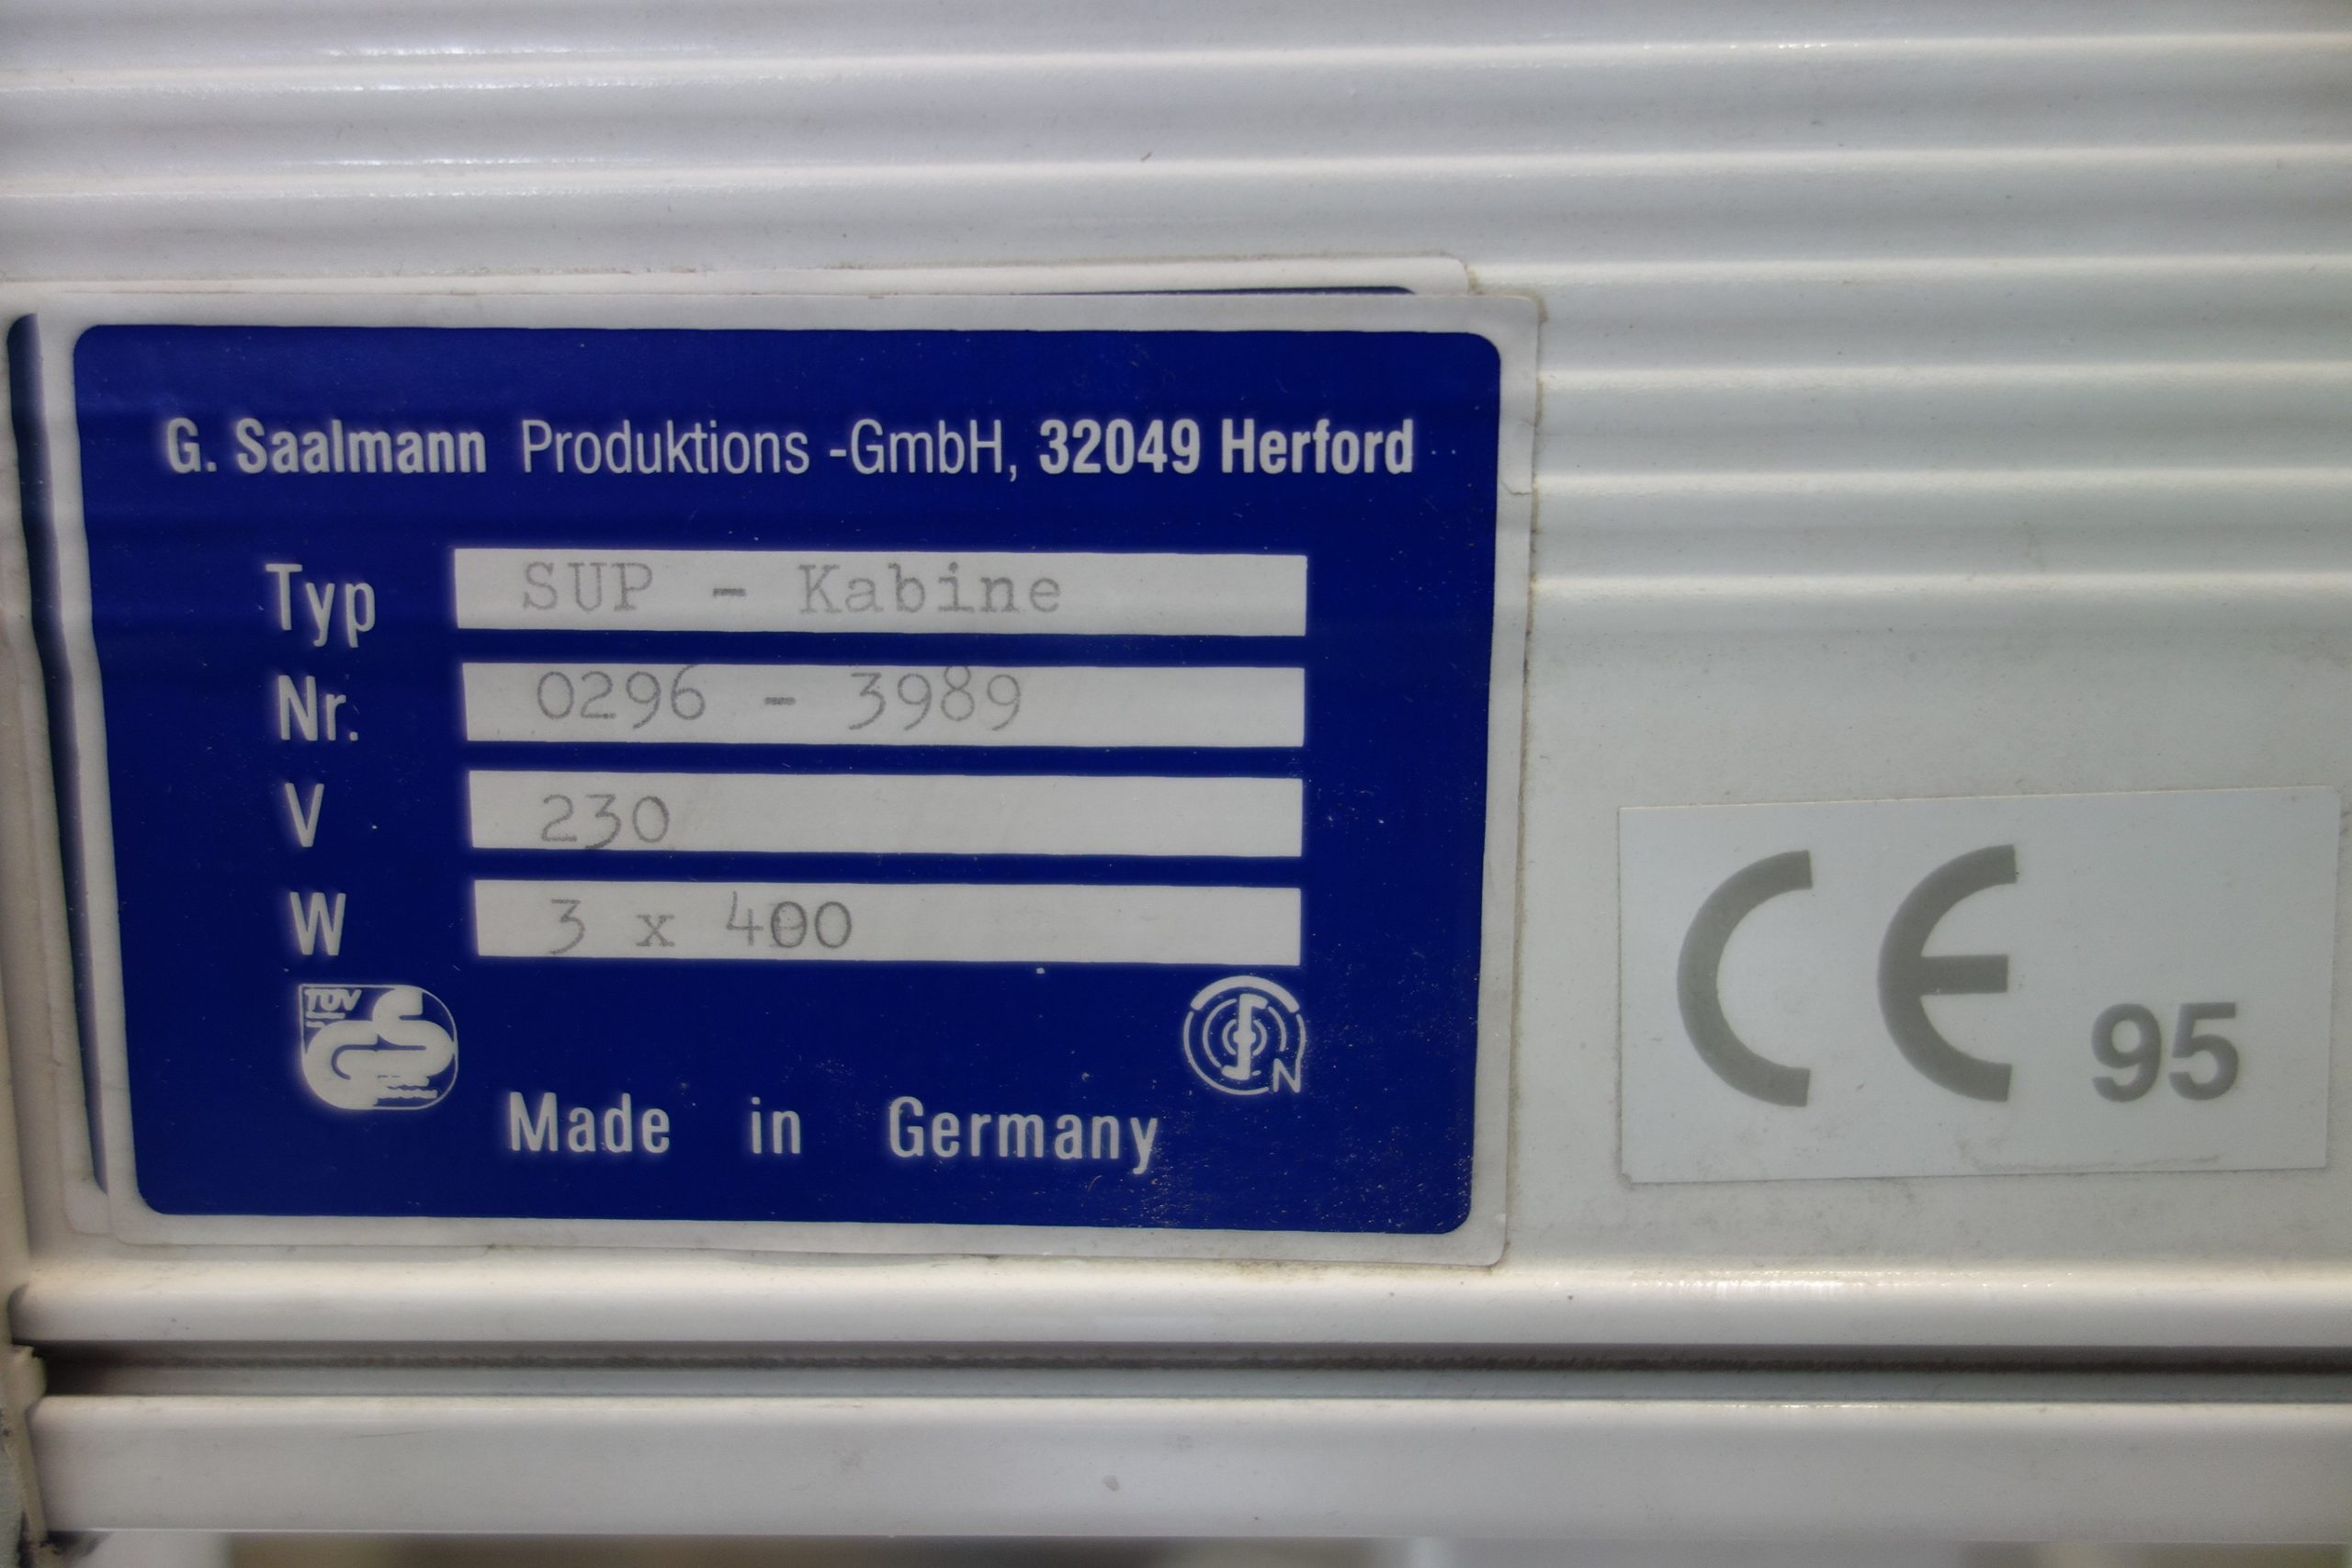 G. Saalmann Produktions -GmbH, 32049 Herford
Typ SUP - Kabine
Nr. 0296 - 3989
V 230
W 3 x 400
TÜV
GS
N
Made in Germany
CE 95